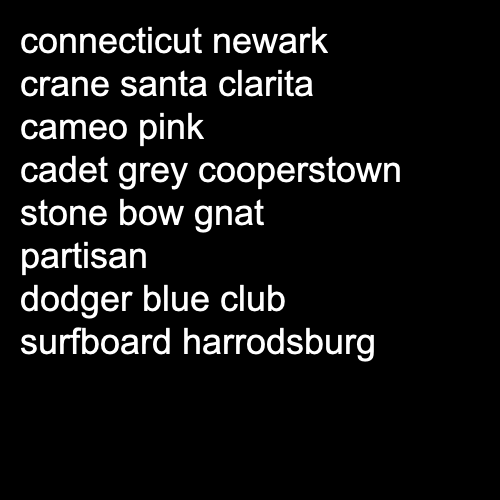 connecticut newark
crane santa clarita
cameo pink
cadet grey cooperstown
stone bow gnat
partisan
dodger blue club
surfboard harrodsburg